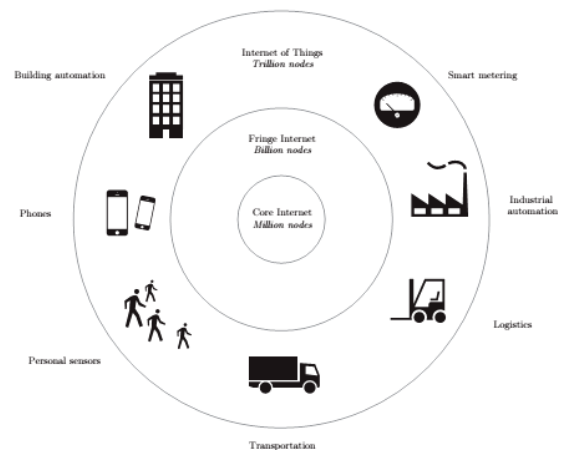 Internet of Things
Trillion nodes
Building automation
Smart metering
Fringe Internet
Billion nodes
Phones
Core Internet
Million nodes
Industrial
automation
Logistics
Personal sensors
Transportation